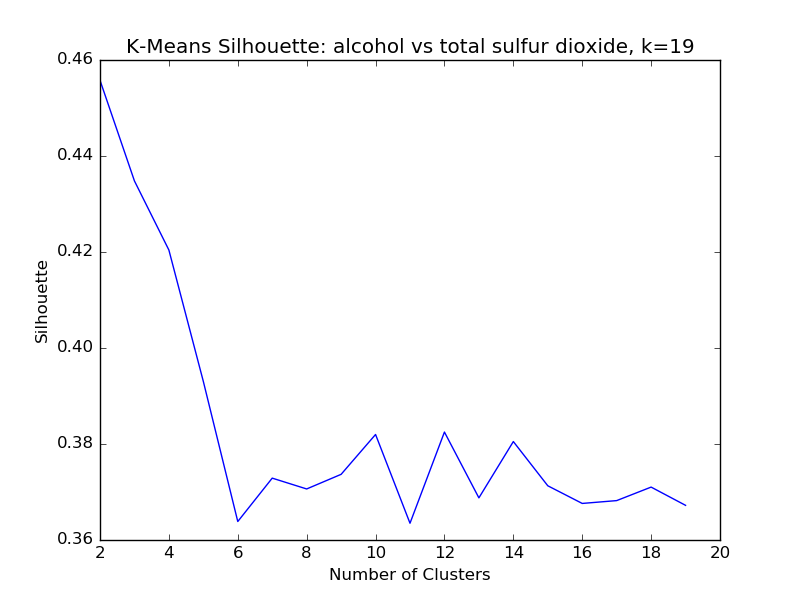 K-Means Silhouette: alcohol vs total sulfur dioxide, k=19
0.46
0.44
0.42
0.40
0.38
0.36
Silhouette
2 4 6 8 10 12 14 16 18 20
Number of Clusters